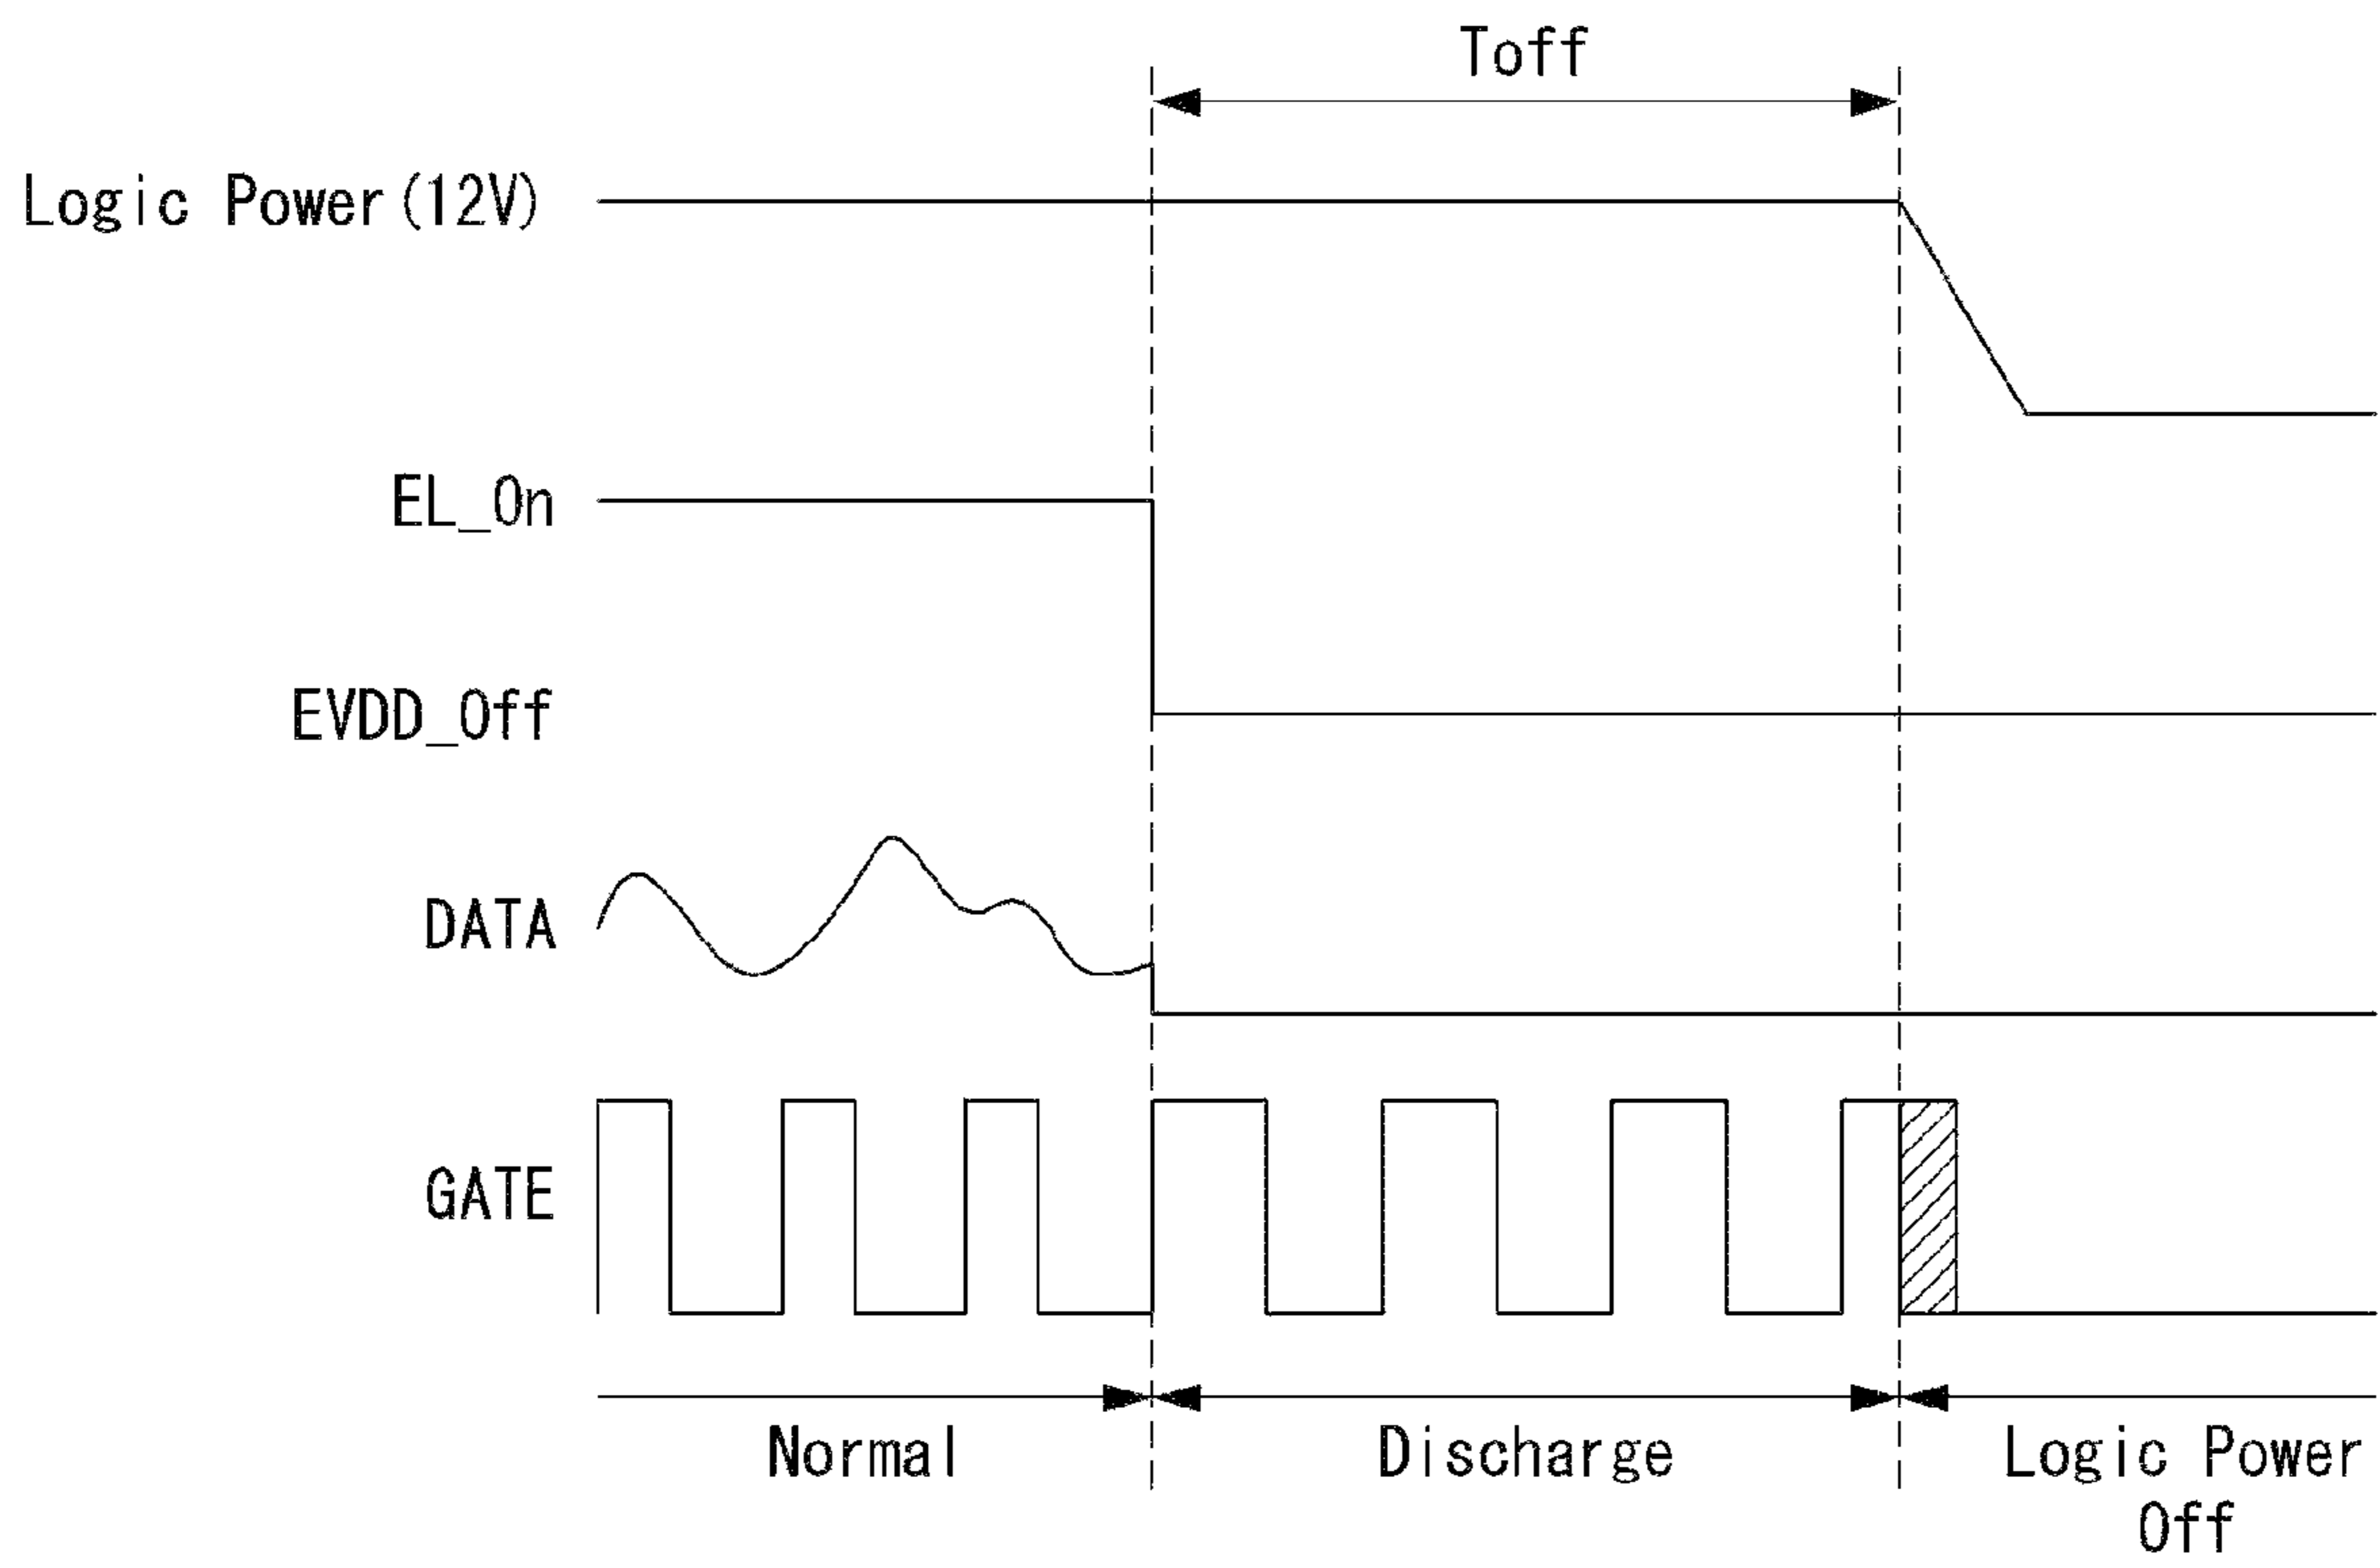 Toff
Logic Power(12V)
EL_On
EVDD_Off
DATA
GATE
Normal
Discharge
Logic Power
Off